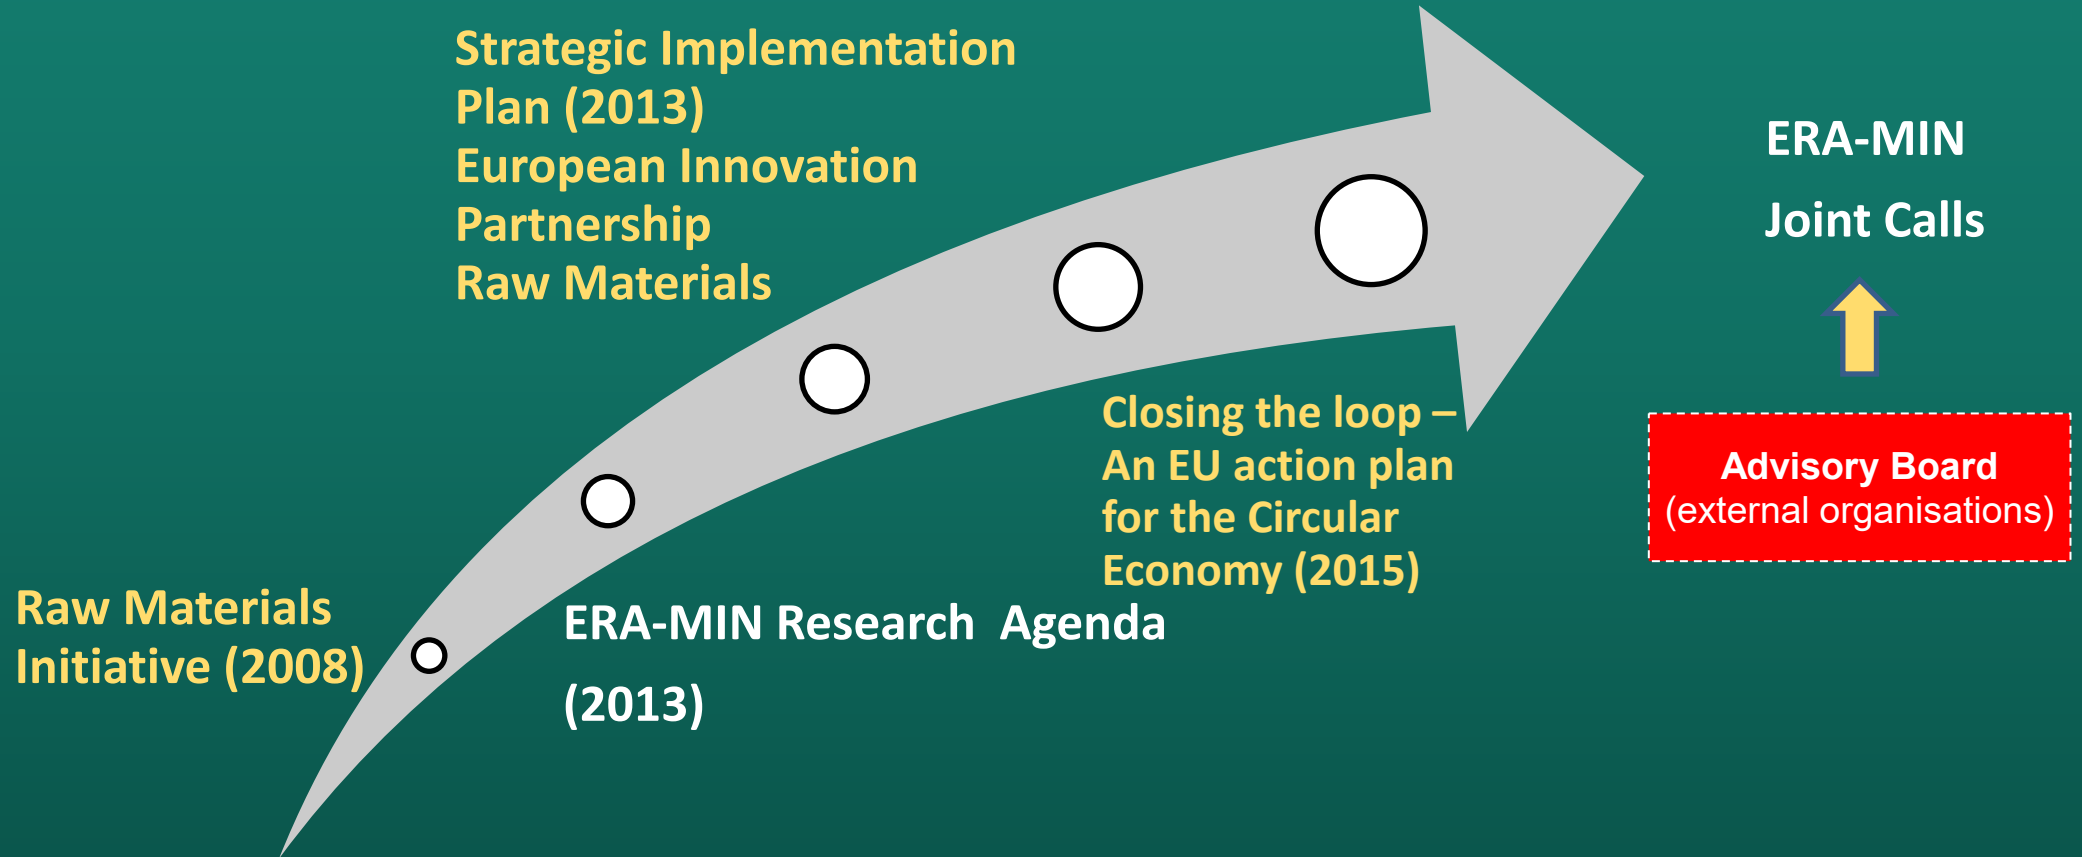 Strategic Implementation
Plan (2013)
European Innovation
Partnership
Raw Materials
ERA-MIN
Joint Calls
Closing the loop –
An EU action plan
for the Circular
Economy (2015)
Advisory Board
(external organisations)
Raw Materials
Initiative (2008)
ERA-MIN Research  Agenda
(2013)